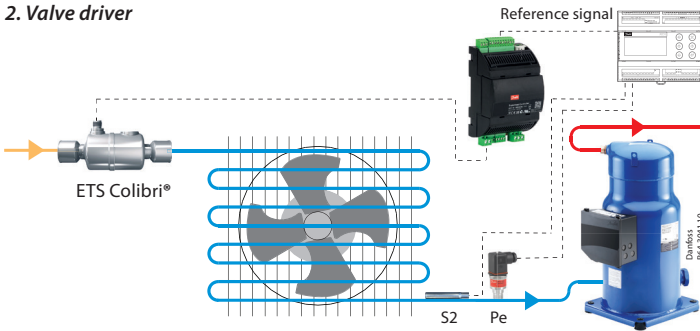 2. Valve driver
Reference signal
ETS Colibri®
S2
Pe
Danfoss